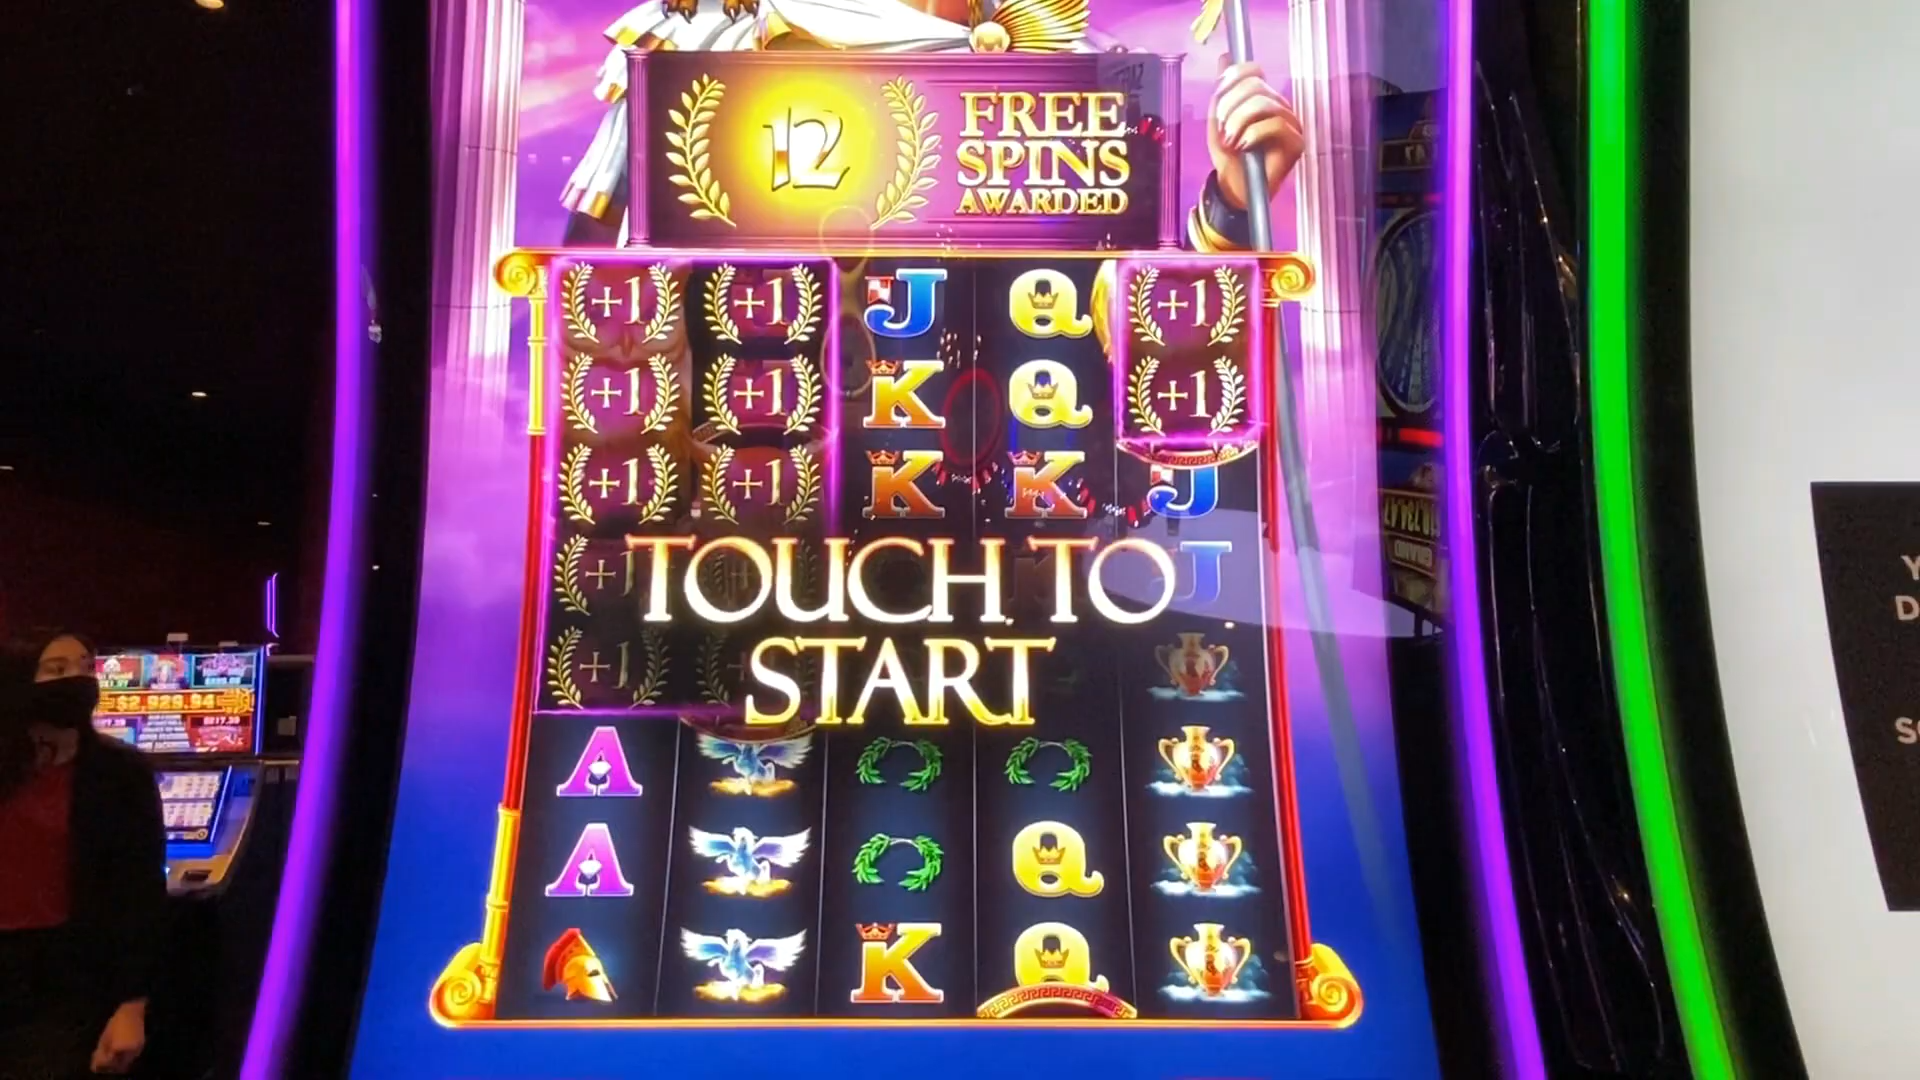 12
FREE
SPINS
AWARDED
+1 +1 J Q +1
+1 +1 K Q +1
+1 +1 K K J
+1 J
+1
TOUCH TO
START
A
A Q
K Q
$2,929.94
Y
D